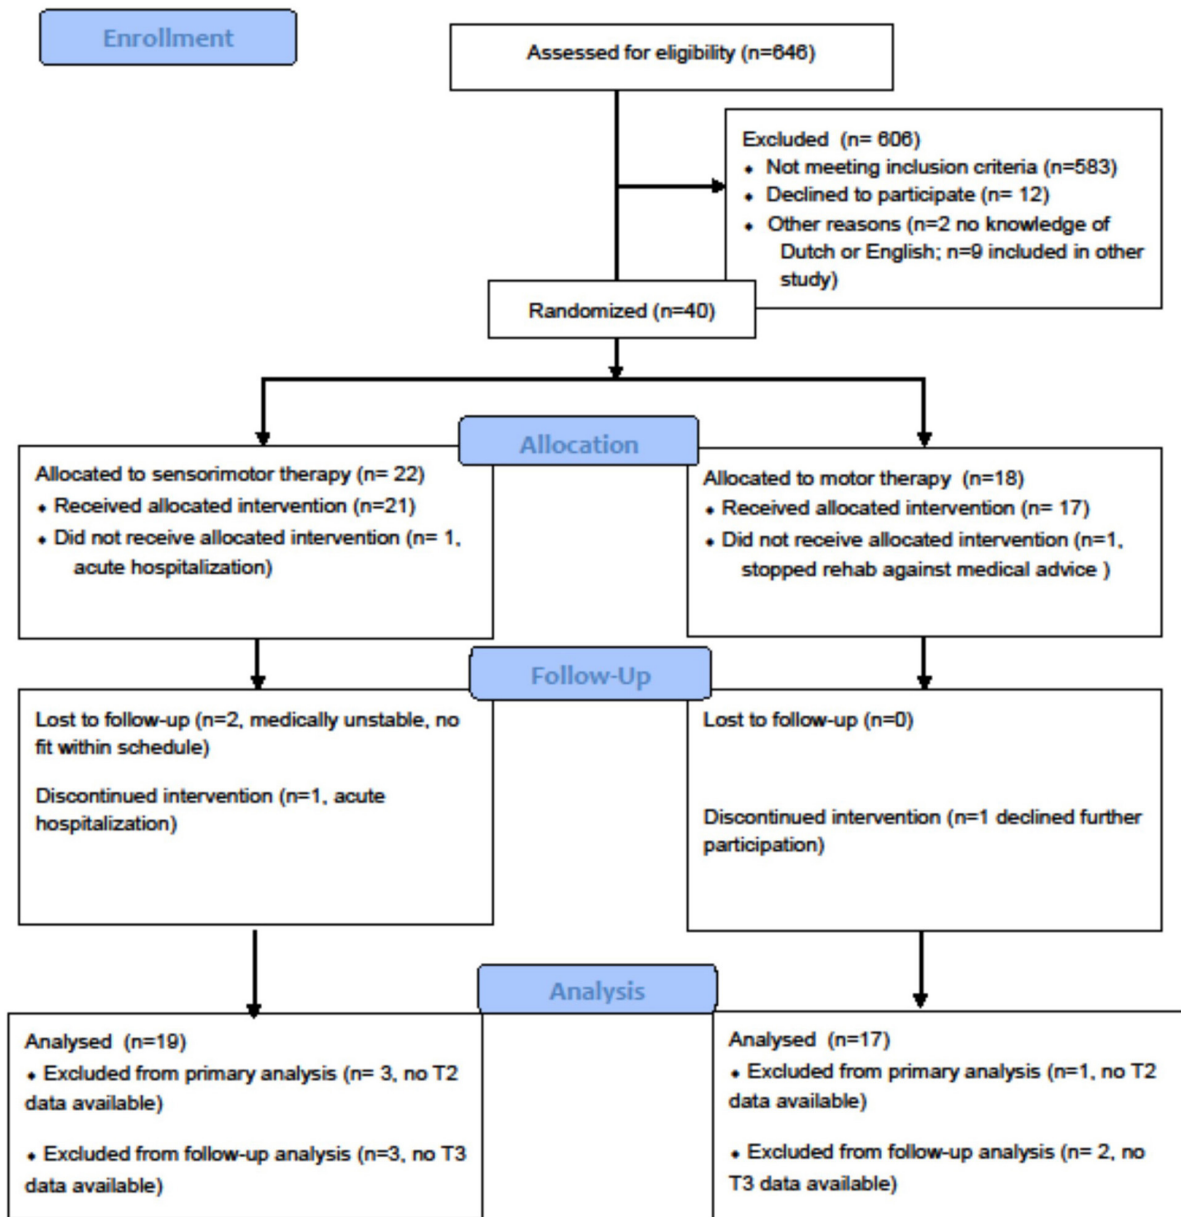 Enrollment
Assessed for eligibility (n=646)
Excluded (n= 606)
⬥ Not meeting inclusion criteria (n=583)
⬥ Declined to participate (n= 12)
⬥ Other reasons (n=2 no knowledge of
Dutch or English; n=9 included in other
study)
Randomized (n=40)
Allocation
Allocated to sensorimotor therapy (n= 22)
⬥ Received allocated intervention (n=21)
⬥ Did not receive allocated intervention (n= 1,
acute hospitalization)
Allocated to motor therapy (n=18)
⬥ Received allocated intervention (n= 17)
⬥ Did not receive allocated intervention (n=1,
stopped rehab against medical advice )
Follow-Up
Lost to follow-up (n=2, medically unstable, no
fit within schedule)
Discontinued intervention (n=1, acute
hospitalization)
Lost to follow-up (n=0)
Discontinued intervention (n=1 declined further
participation)
Analysis
Analysed (n=19)
⬥ Excluded from primary analysis (n= 3, no T2
data available)
⬥ Excluded from follow-up analysis (n=3, no T3
data available)
Analysed (n=17)
⬥ Excluded from primary analysis (n=1, no T2
data available)
⬥ Excluded from follow-up analysis (n= 2, no
T3 data available)